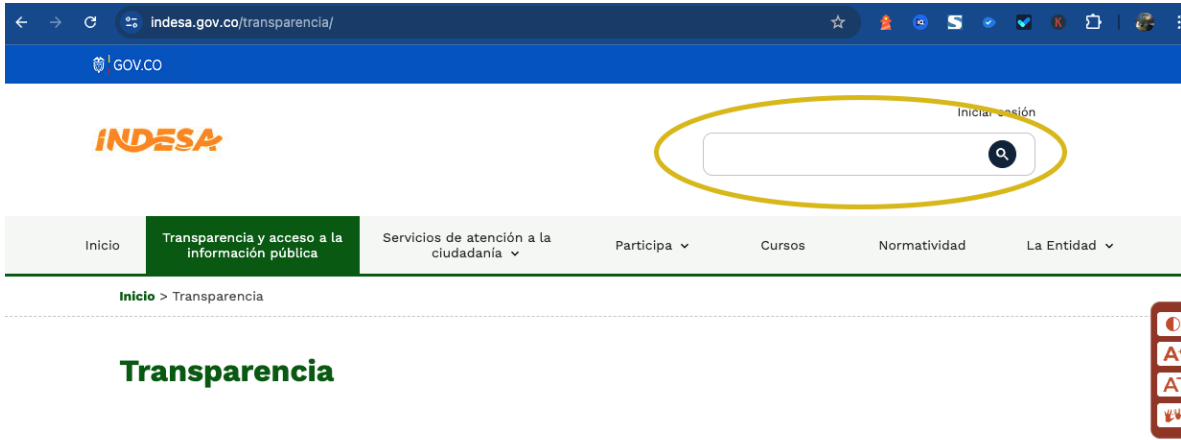 indesa.gov.co/transparencia/
GOV.CO
Iniciar sesión
INDESA
Inicio
Transparencia y acceso a la
información pública
Servicios de atención a la
ciudadanía
Participa
Cursos
Normatividad
La Entidad
Inicio > Transparencia
Transparencia